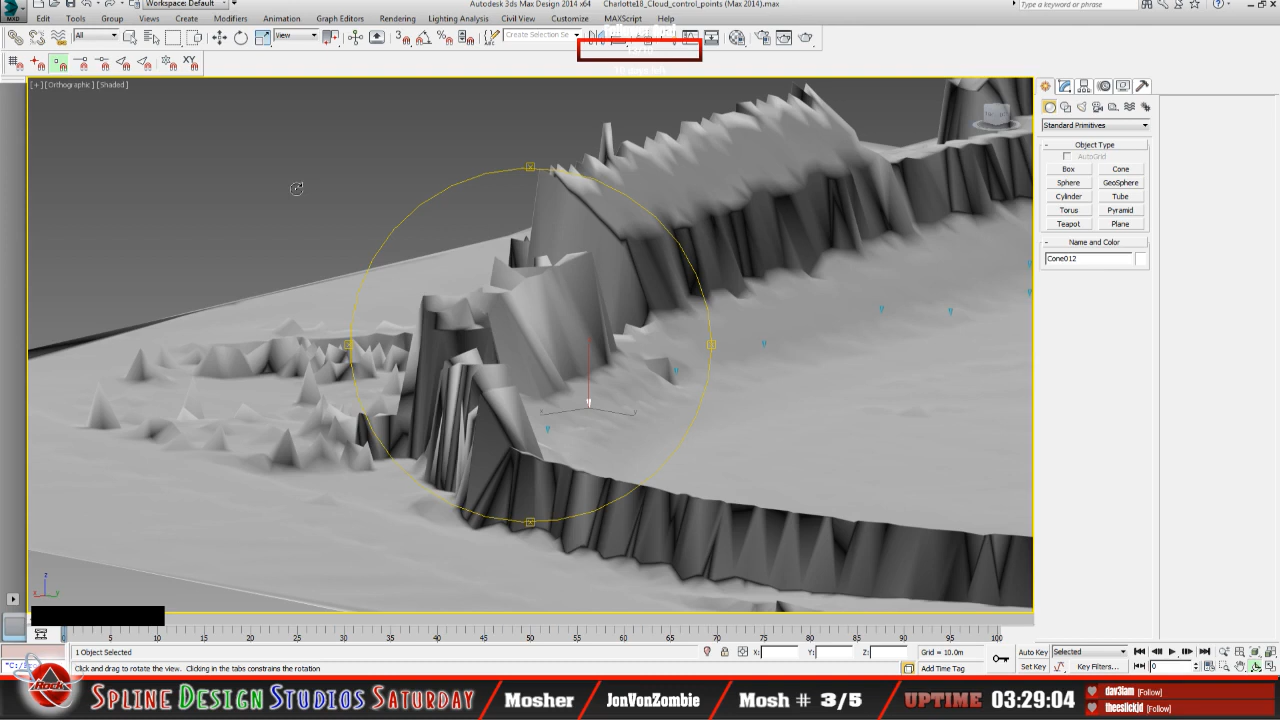 Autodesk 3ds Max Design 2014 x64 Charlotte18_Cloud_control_points (Max 2014).max
Workspace: Default
Type a keyword or phrase
MXD
Edit Tools Group Views Create Modifiers Animation Graph Editors Rendering Lighting Analysis Civil View Customize MAXScript Help
All
View
Create Selection Se
XY
[+] [Orthographic] [Shaded]
Standard Primitives
Object Type
AutoGrid
Box Cone
Sphere GeoSphere
Cylinder Tube
Torus Pyramid
Teapot Plane
Name and Color
Cone012
0 5 10 15 20 25 30 35 40 45 50 55 60 65 70 75 80 85 90 95 100
1 Object Selected X: Y: Z: Grid = 10.0m Auto Key Selected
Click and drag to rotate the view. Clicking in the tabs constrains the rotation Add Time Tag Set Key Key Filters... 0
Spline Design Studios Saturday Mosher JonVonZombie Mosh # 3/5 UPTIME 03:29:04
dav3lam [Follow]
theeslickjd [Follow]